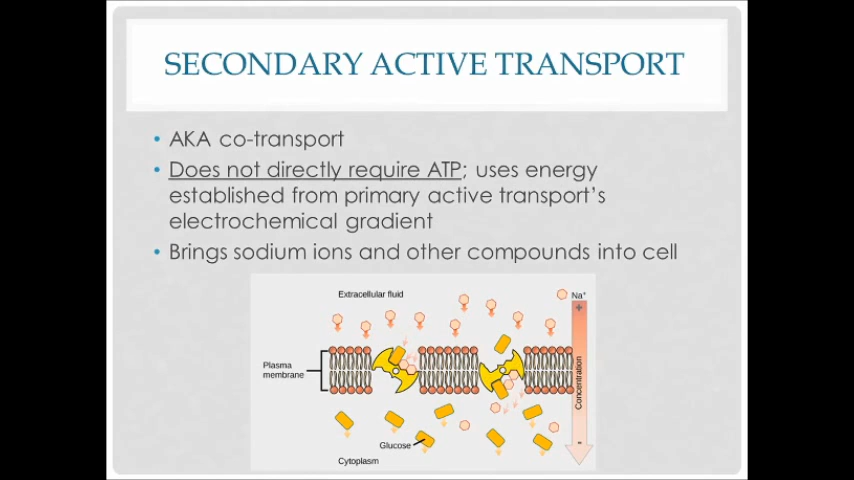 SECONDARY ACTIVE TRANSPORT
• AKA co-transport
• Does not directly require ATP; uses energy
established from primary active transport's
electrochemical gradient
• Brings sodium ions and other compounds into cell
Extracellular fluid
Na⁺
+
Plasma
membrane
Concentration
Glucose
-
Cytoplasm